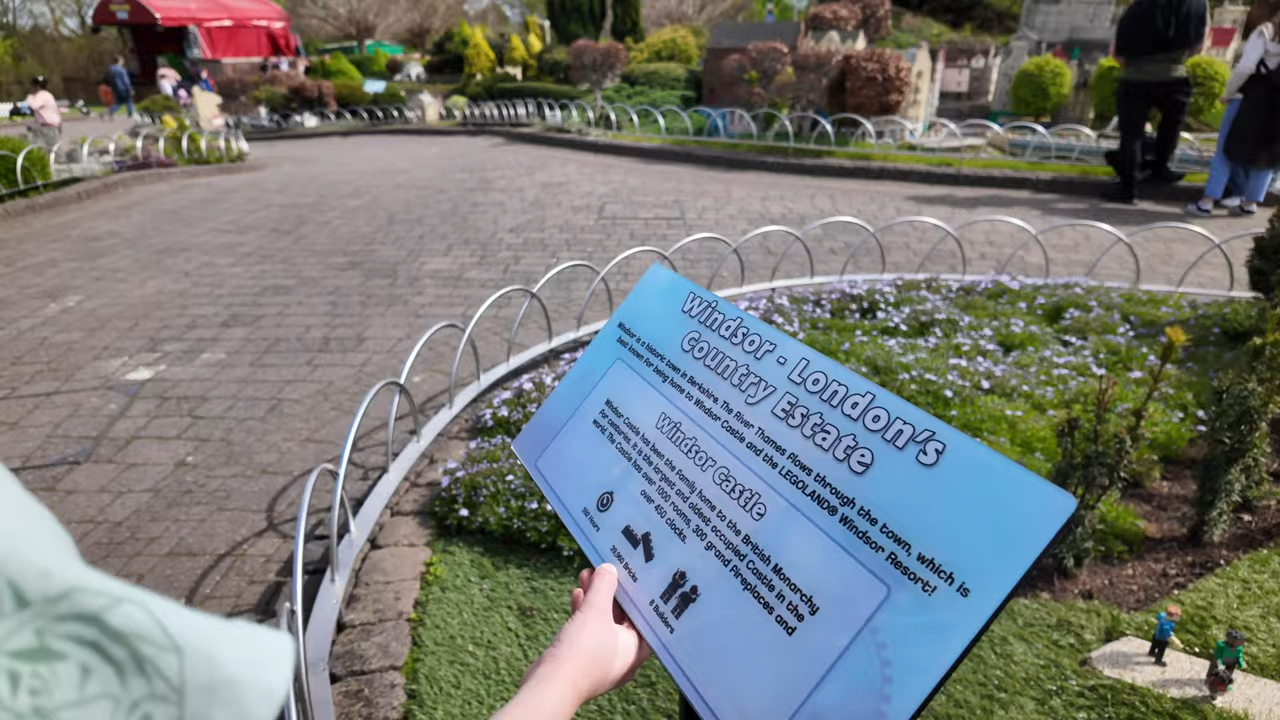 Windsor - London's
Country Estate
Windsor is a historic town in Berkshire. The River Thames flows through the town, which is
best known for being home to Windsor Castle and the LEGOLAND® Windsor Resort!
Windsor Castle
Windsor Castle has been the family home to the British Monarchy
for centuries. It is the largest and oldest occupied Castle in the
world. The Castle has over 1000 rooms, 300 grand fireplaces and
over 450 clocks.
Hours
Bricks
8 Builders